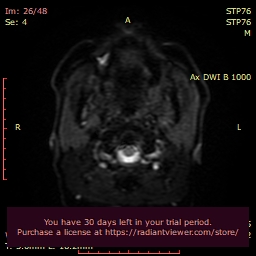 Im: 26/48
Se: 4
A
STP76
STP76
M
Ax DWI B 1000
R
L
You have 30 days left in your trial period.
Purchase a license at https://radiantviewer.com/store/